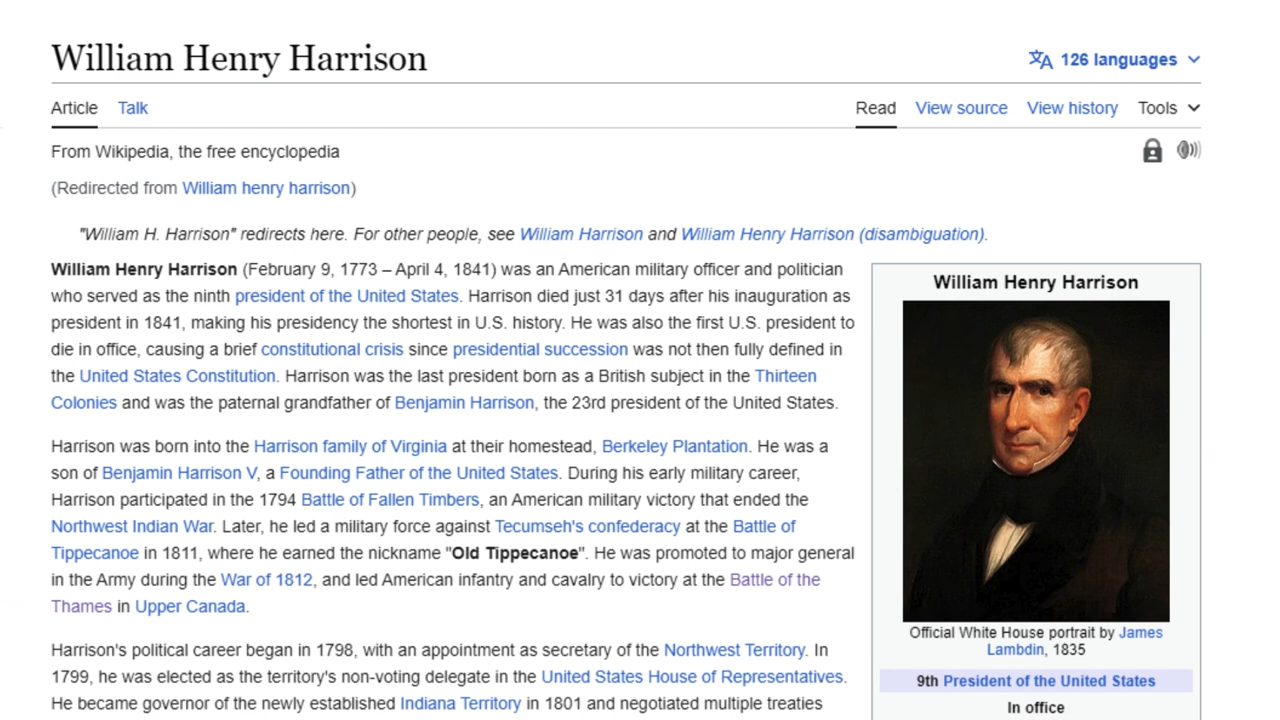 William Henry Harrison
126 languages
Article Talk Read View source View history Tools
From Wikipedia, the free encyclopedia
(Redirected from William henry harrison)
"William H. Harrison" redirects here. For other people, see William Harrison and William Henry Harrison (disambiguation).
William Henry Harrison (February 9, 1773 – April 4, 1841) was an American military officer and politician
who served as the ninth president of the United States. Harrison died just 31 days after his inauguration as
president in 1841, making his presidency the shortest in U.S. history. He was also the first U.S. president to
die in office, causing a brief constitutional crisis since presidential succession was not then fully defined in
the United States Constitution. Harrison was the last president born as a British subject in the Thirteen
Colonies and was the paternal grandfather of Benjamin Harrison, the 23rd president of the United States.
Harrison was born into the Harrison family of Virginia at their homestead, Berkeley Plantation. He was a
son of Benjamin Harrison V, a Founding Father of the United States. During his early military career,
Harrison participated in the 1794 Battle of Fallen Timbers, an American military victory that ended the
Northwest Indian War. Later, he led a military force against Tecumseh's confederacy at the Battle of
Tippecanoe in 1811, where he earned the nickname "Old Tippecanoe". He was promoted to major general
in the Army during the War of 1812, and led American infantry and cavalry to victory at the Battle of the
Thames in Upper Canada.
Harrison's political career began in 1798, with an appointment as secretary of the Northwest Territory. In
1799, he was elected as the territory's non-voting delegate in the United States House of Representatives.
He became governor of the newly established Indiana Territory in 1801 and negotiated multiple treaties
William Henry Harrison
Official White House portrait by James
Lambdin, 1835
9th President of the United States
In office